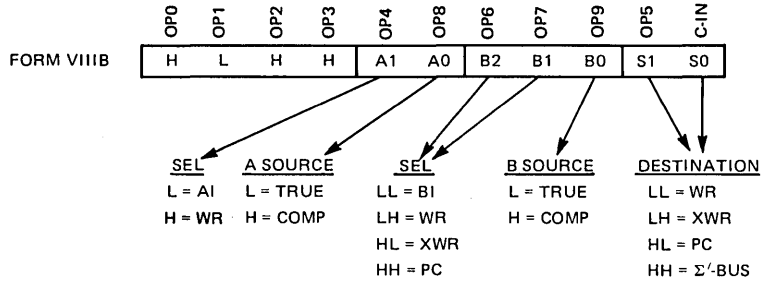 OP0 OP1 OP2 OP3 OP4 OP8 OP6 OP7 OP9 OP5 C-IN
FORM VIIIB H L H H A1 A0 B2 B1 B0 S1 S0
SEL A SOURCE SEL B SOURCE DESTINATION
L = AI L = TRUE LL = BI L = TRUE LL = WR
H = WR H = COMP LH = WR H = COMP LH = XWR
HL = XWR HL = PC
HH = PC HH = Σ′-BUS